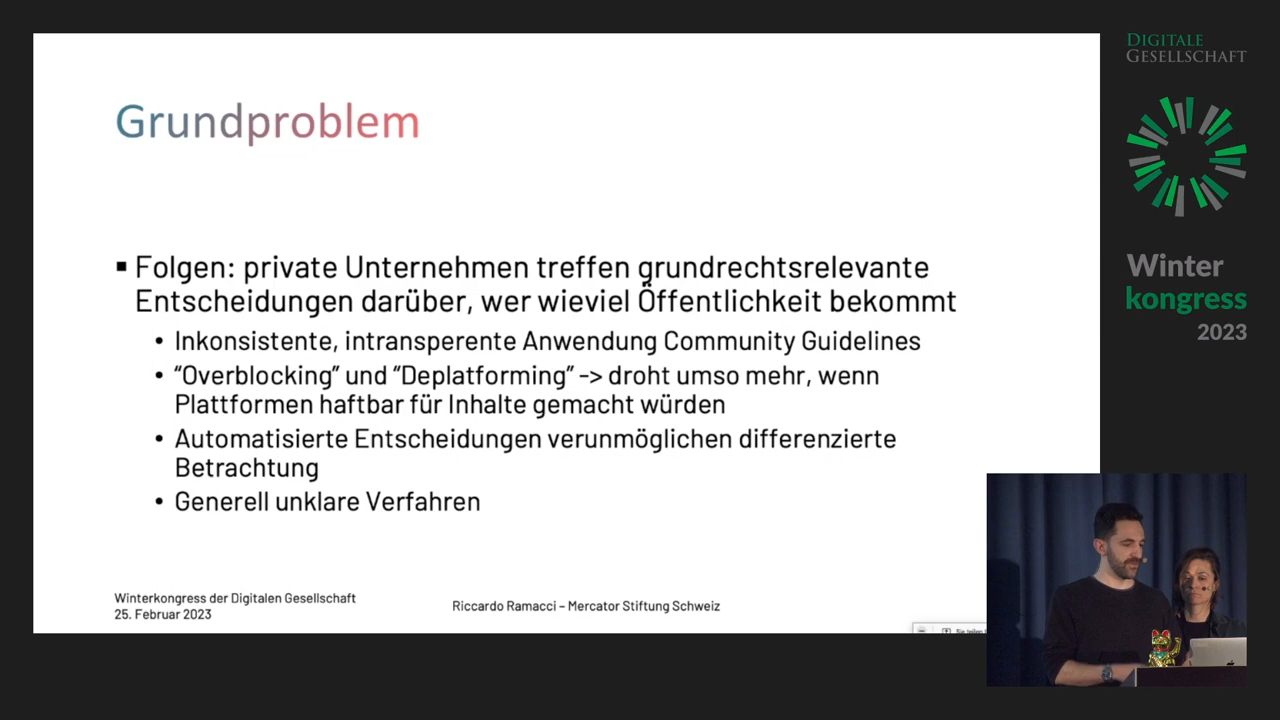 Grundproblem
▪ Folgen: private Unternehmen treffen grundrechtsrelevante
Entscheidungen darüber, wer wieviel Öffentlichkeit bekommt
• Inkonsistente, intransperente Anwendung Community Guidelines
• “Overblocking” und “Deplatforming” -> droht umso mehr, wenn
Plattformen haftbar für Inhalte gemacht würden
• Automatisierte Entscheidungen verunmöglichen differenzierte
Betrachtung
• Generell unklare Verfahren
Winterkongress der Digitalen Gesellschaft
25. Februar 2023
Riccardo Ramacci – Mercator Stiftung Schweiz
DIGITALE
GESELLSCHAFT
Winter
kongress
2023